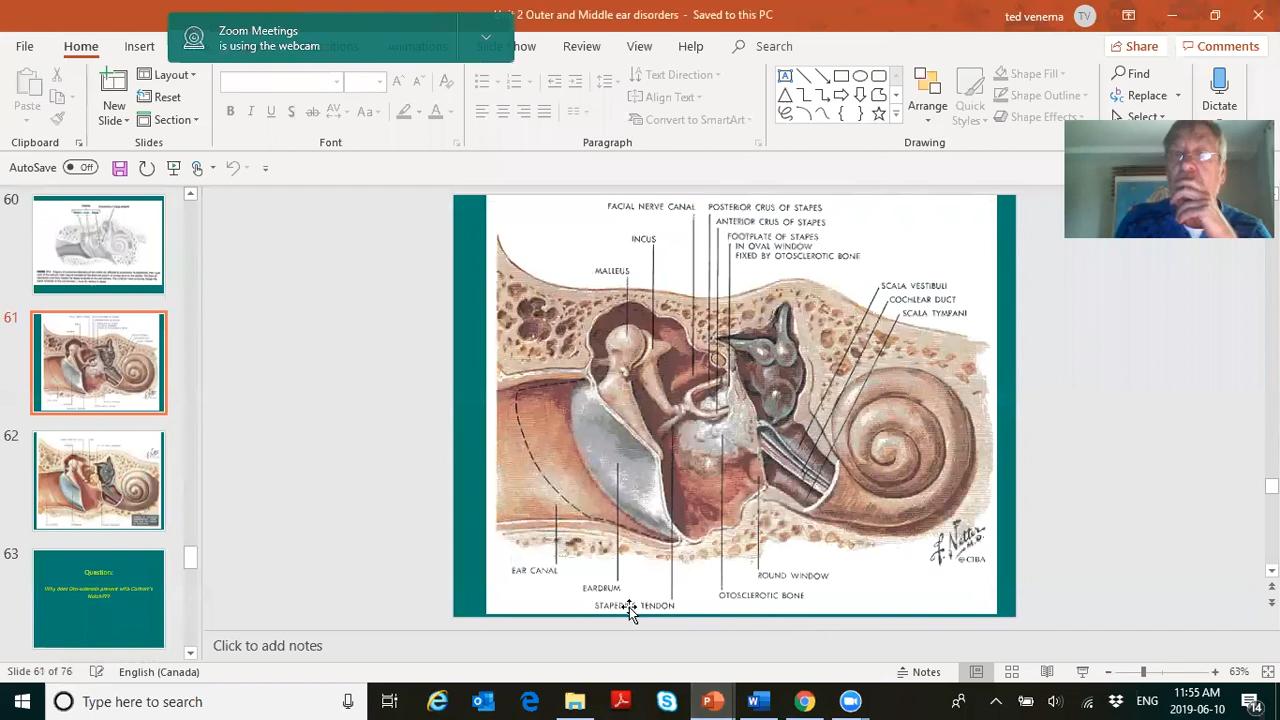 Unit 2 Outer and Middle ear disorders - Saved to this PC
ted venema
TV
Zoom Meetings
is using the webcam
File
Home
Insert
Review
View
Help
Search
Share
Comments
Paste
New
Slide
Layout
Reset
Section
Text Direction
Align Text
Convert to SmartArt
Arrange
Quick
Styles
Shape Fill
Shape Outline
Shape Effects
Find
Replace
Select
Dictate
Clipboard
Slides
Font
Paragraph
Drawing
AutoSave
Off
60
61
62
63
Question:
FACIAL NERVE CANAL
POSTERIOR CRUS OF STAPES
ANTERIOR CRUS OF STAPES
INCUS
FOOTPLATE OF STAPES
IN OVAL WINDOW
FIXED BY OTOSCLEROTIC BONE
MALLEUS
SCALA VESTIBULI
COCHLEAR DUCT
SCALA TYMPANI
F. Netter
M.D.
© CIBA
EAR CANAL
ROUND WINDOW
EARDRUM
OTOSCLEROTIC BONE
TENDON
Click to add notes
Slide 61 of 76
English (Canada)
Notes
63%
Type here to search
ENG
11:55 AM
2019-06-10
14